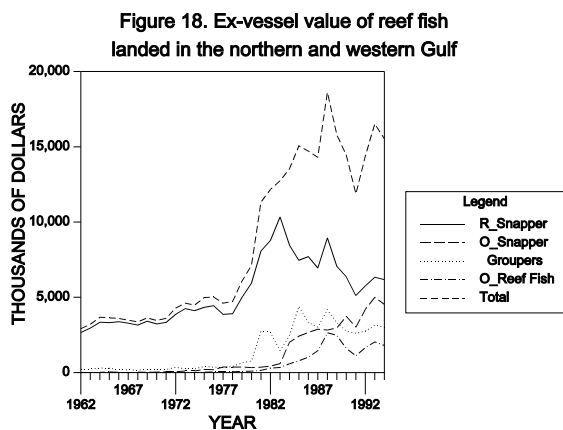 Figure 18. Ex-vessel value of reef fish
landed in the northern and western Gulf
THOUSANDS OF DOLLARS
20,000
15,000
10,000
5,000
0
1962
1967
1972
1977
1982
1987
1992
YEAR
Legend
R_Snapper
O_Snapper
Groupers
O_Reef Fish
Total